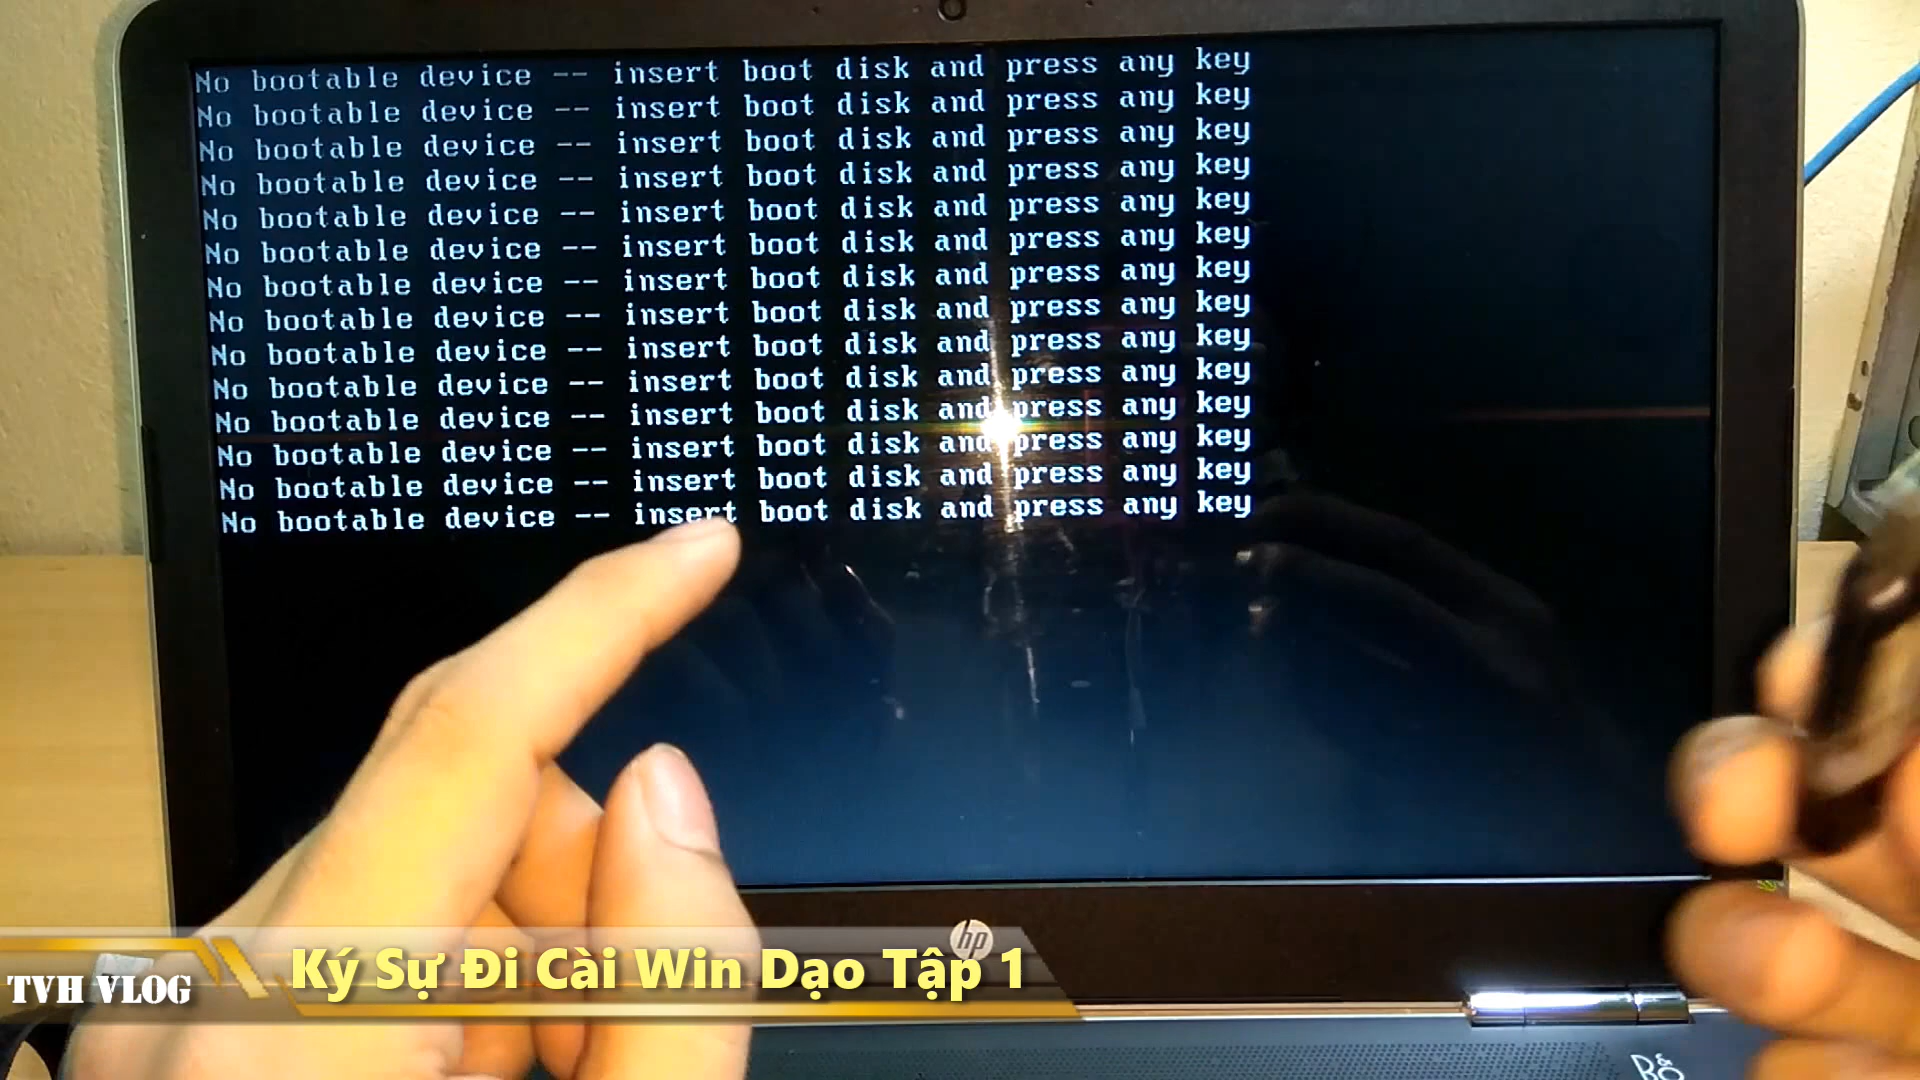 No bootable device -- insert boot disk and press any key
No bootable device -- insert boot disk and press any key
No bootable device -- insert boot disk and press any key
No bootable device -- insert boot disk and press any key
No bootable device -- insert boot disk and press any key
No bootable device -- insert boot disk and press any key
No bootable device -- insert boot disk and press any key
No bootable device -- insert boot disk and press any key
No bootable device -- insert boot disk and press any key
No bootable device -- insert boot disk and press any key
No bootable device -- insert boot disk and press any key
No bootable device -- insert boot disk and press any key
No bootable device -- insert boot disk and press any key
No bootable device -- insert boot disk and press any key
hp
Ký Sự Đi Cài Win Dạo Tập 1
TVH VLOG
B&O